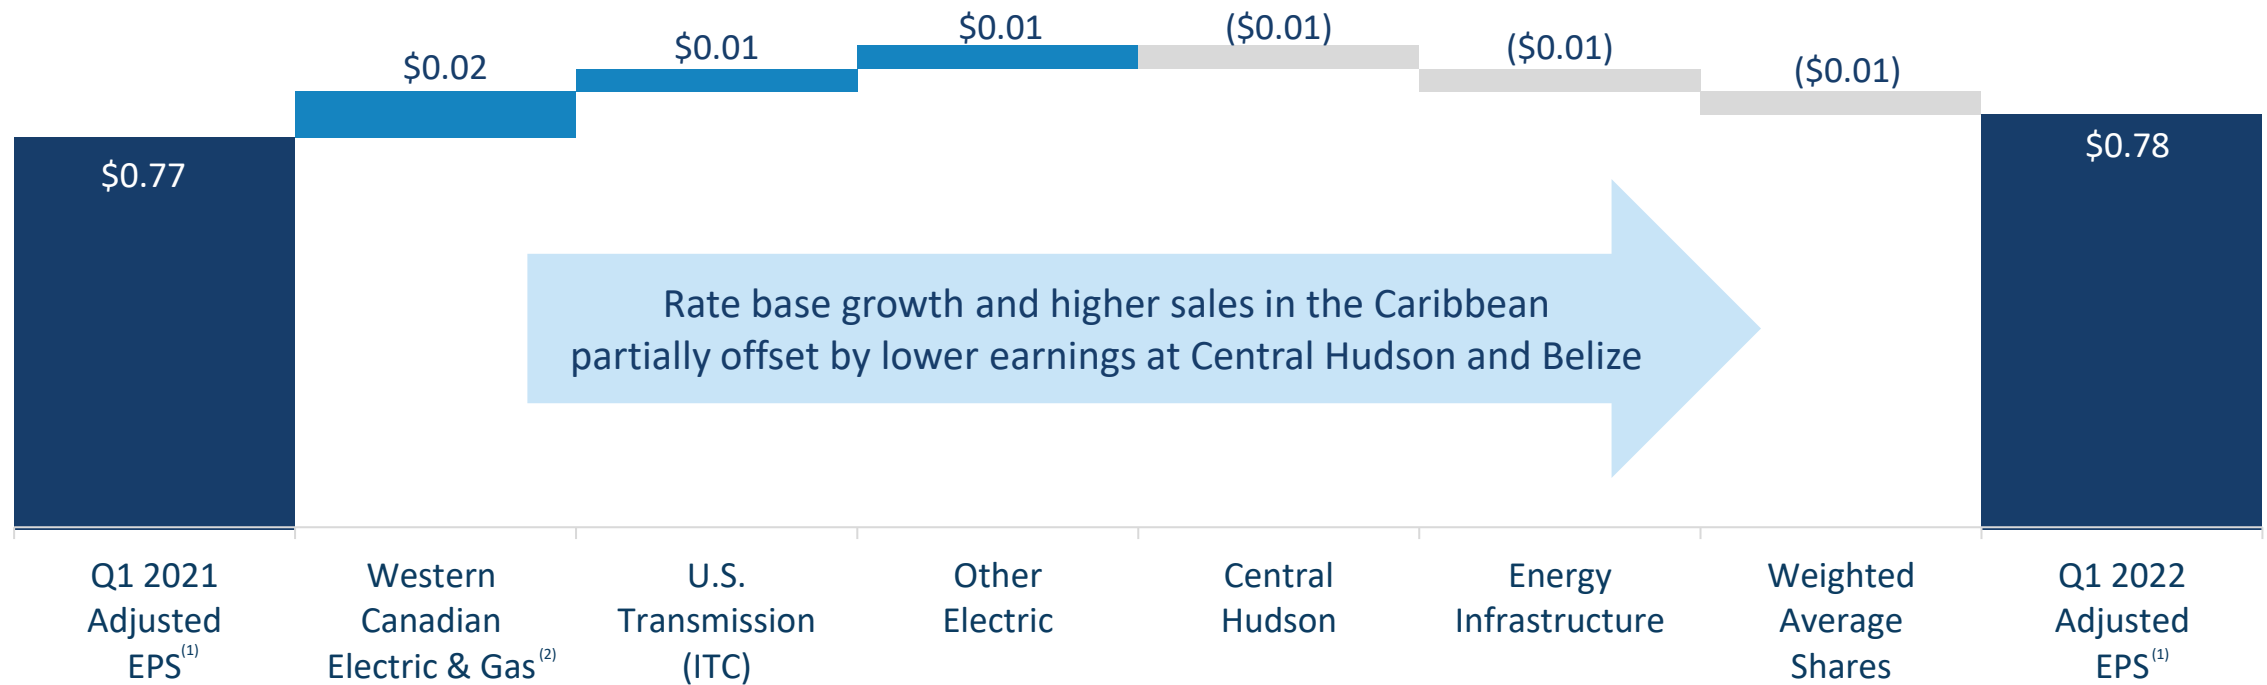 $0.77
$0.02
$0.01
$0.01
($0.01)
($0.01)
($0.01)
$0.78
Rate base growth and higher sales in the Caribbean
partially offset by lower earnings at Central Hudson and Belize
Q1 2021
Adjusted
EPS(1)
Western
Canadian
Electric & Gas(2)
U.S.
Transmission
(ITC)
Other
Electric
Central
Hudson
Energy
Infrastructure
Weighted
Average
Shares
Q1 2022
Adjusted
EPS(1)